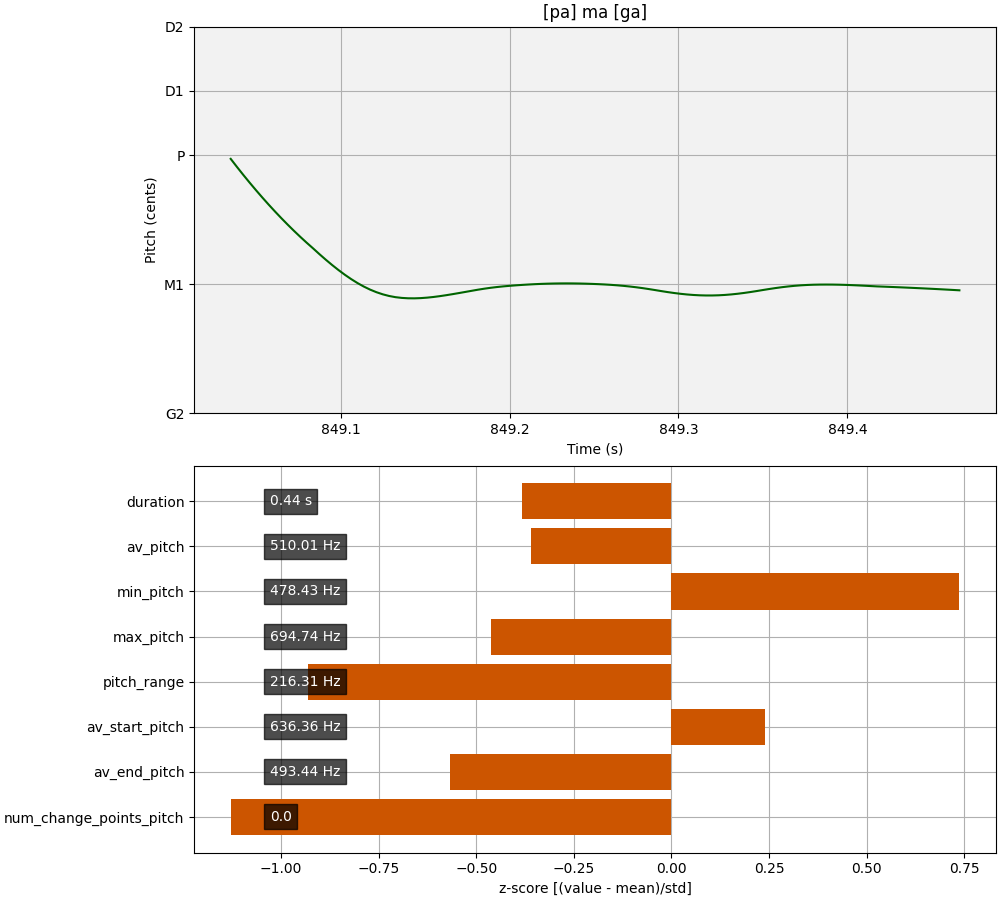 [pa] ma [ga]
D2
D1
P
M1
G2
Pitch (cents)
849.1 849.2 849.3 849.4
Time (s)
duration 0.44 s
av_pitch 510.01 Hz
min_pitch 478.43 Hz
max_pitch 694.74 Hz
pitch_range 216.31 Hz
av_start_pitch 636.36 Hz
av_end_pitch 493.44 Hz
num_change_points_pitch 0.0
−1.00 −0.75 −0.50 −0.25 0.00 0.25 0.50 0.75
z-score [(value - mean)/std]